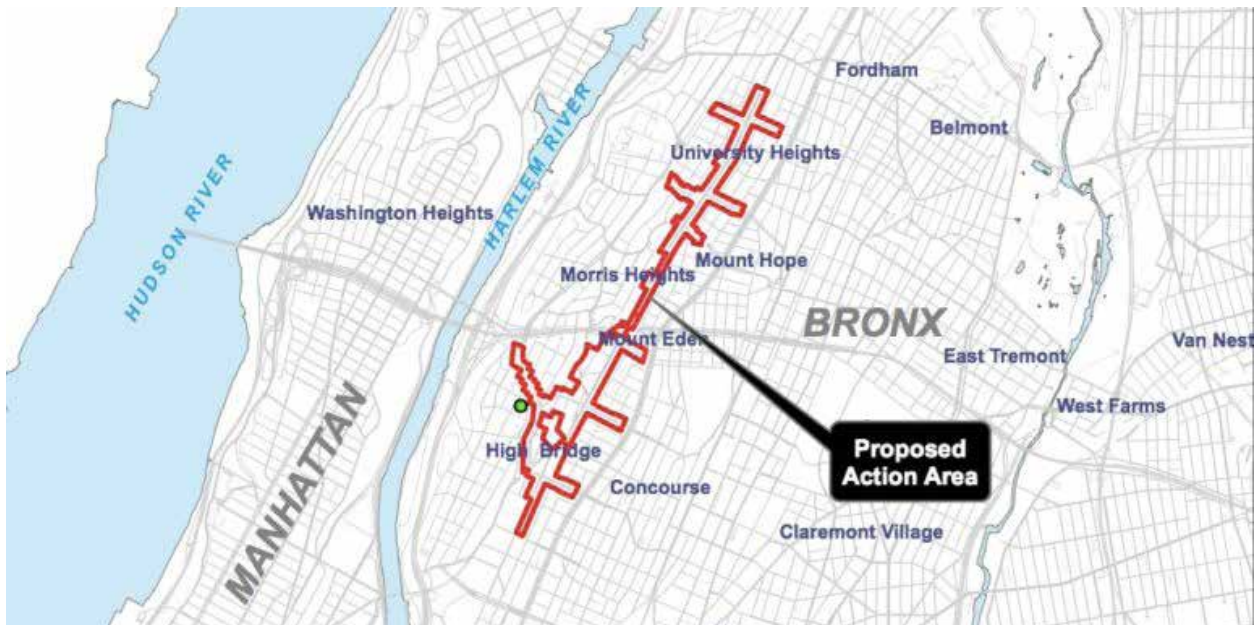 Fordham
Belmont
University Heights
HARLEM RIVER
Washington Heights
HUDSON RIVER
Mount Hope
Morris Heights
BRONX
Mount Eden
Van Nest
East Tremont
West Farms
MANHATTAN
High Bridge
Proposed
Action Area
Concourse
Claremont Village